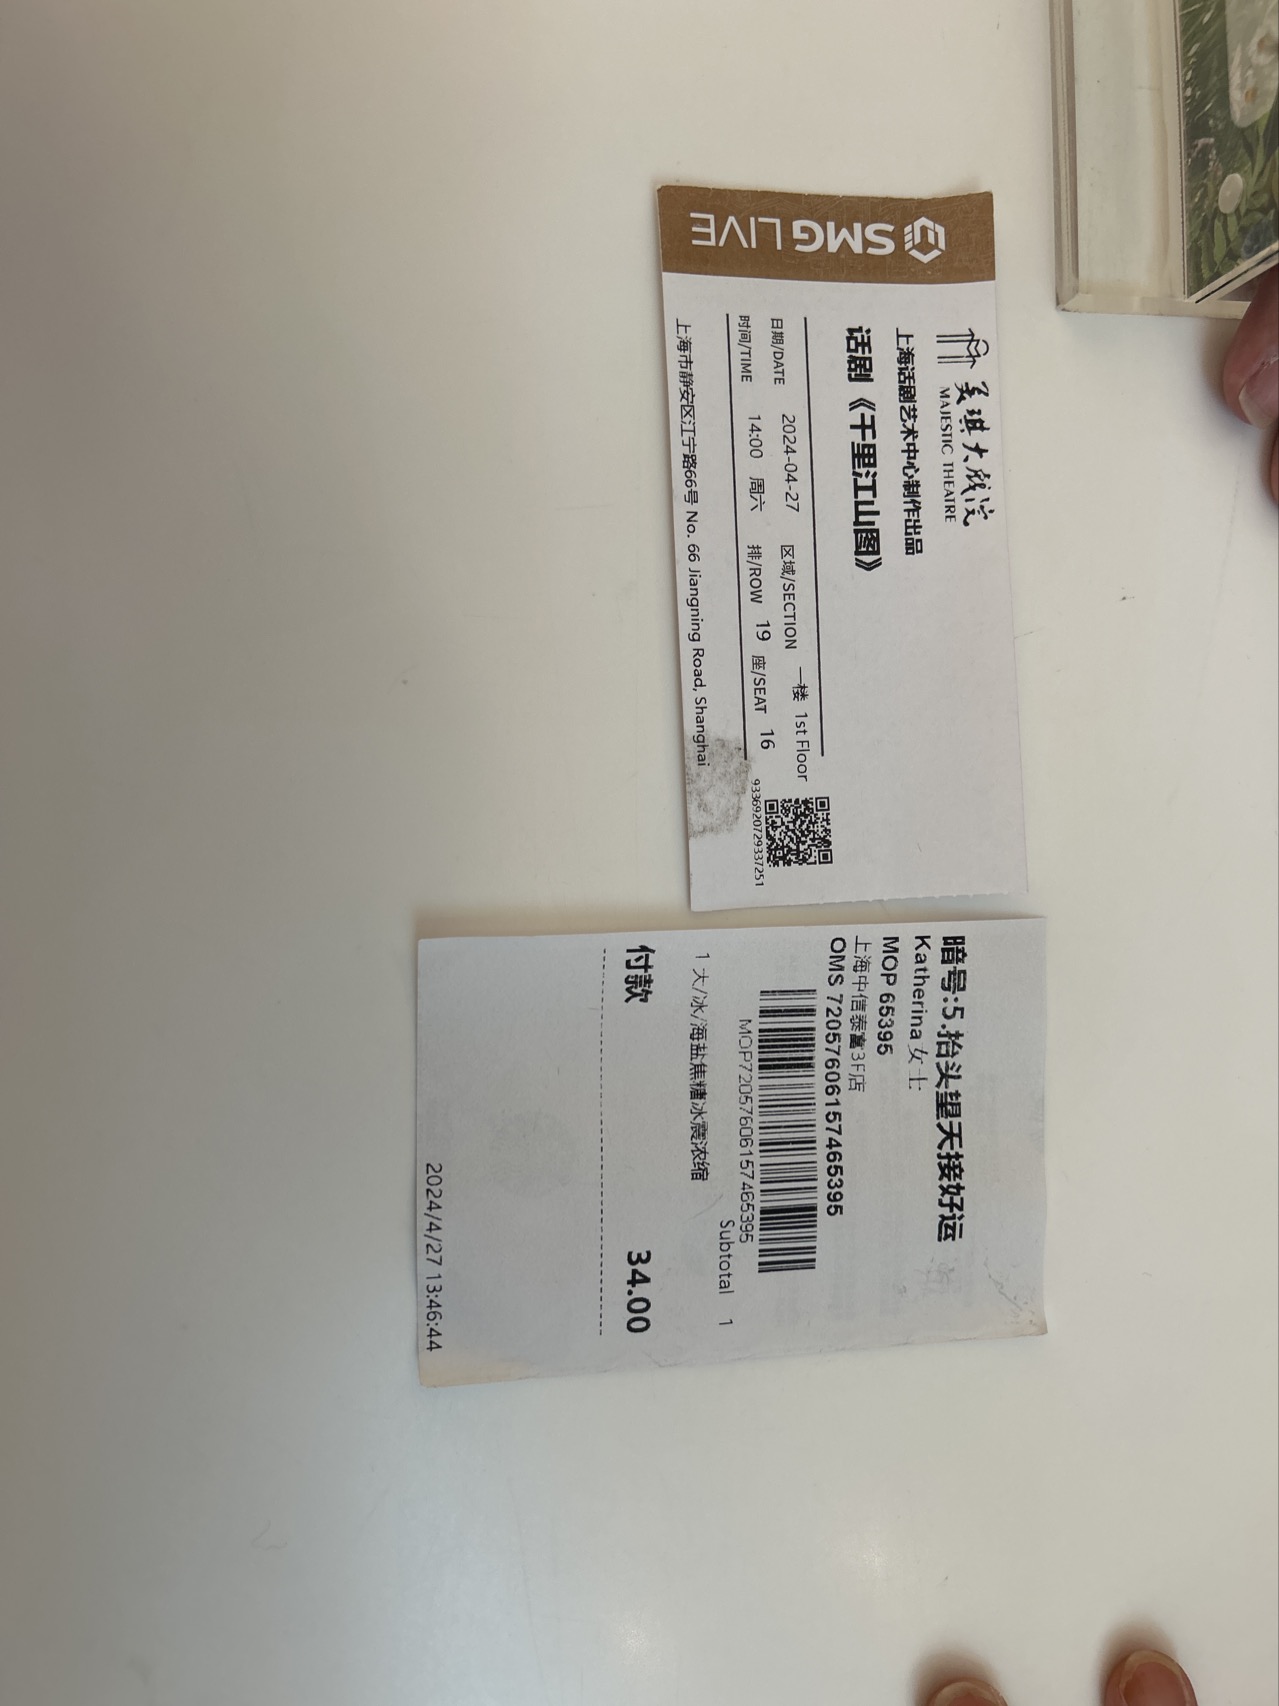 SMG LIVE
美琪大戏院
MAJESTIC THEATRE
上海话剧艺术中心制作出品
话剧《千里江山图》
日期/DATE 2024-04-27 区域/SECTION 一楼 1st Floor
时间/TIME 14:00 周六 排/ROW 19 座/SEAT 16
9336920729337251
上海市静安区江宁路66号 No. 66 Jiangning Road, Shanghai
暗号:5.抬头望天接好运
Katherina 女士
MOP 65395
上海中信泰富3F店
OMS 72057606157465395
MOP72057606157465395
Subtotal 1
1 大/冰/海盐焦糖冰震浓缩
付款 34.00
2024/4/27 13:46:44